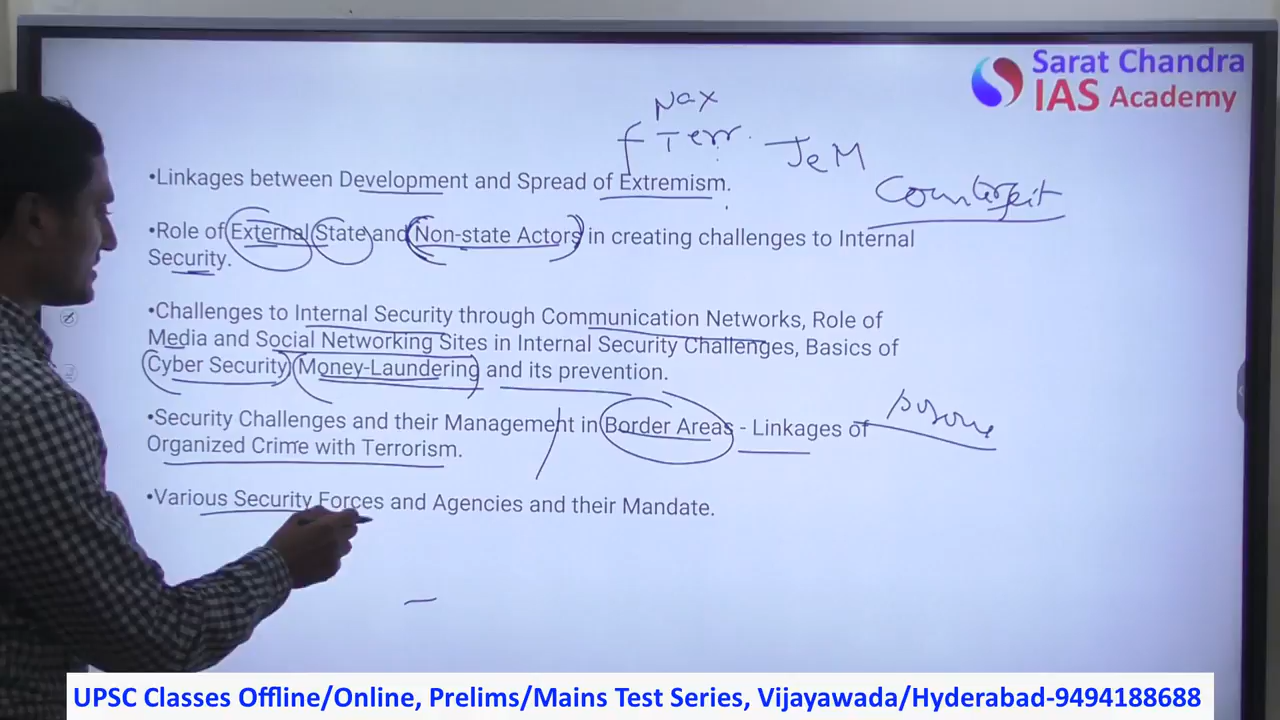 Sarat Chandra
IAS Academy
Nax
Terr.
JeM
Counterfeit
•Linkages between Development and Spread of Extremism.
•Role of External State and Non-state Actors in creating challenges to Internal
Security.
•Challenges to Internal Security through Communication Networks, Role of
Media and Social Networking Sites in Internal Security Challenges, Basics of
Cyber Security, Money-Laundering and its prevention.
•Security Challenges and their Management in Border Areas - Linkages of
Organized Crime with Terrorism.
•Various Security Forces and Agencies and their Mandate.
UPSC Classes Offline/Online, Prelims/Mains Test Series, Vijayawada/Hyderabad-9494188688